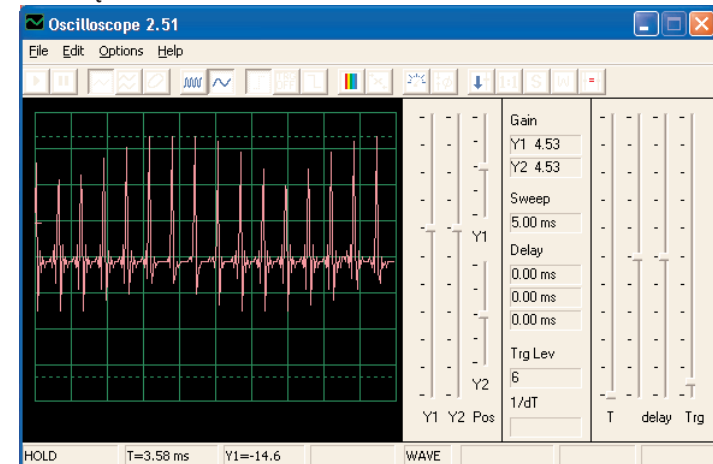 Oscilloscope 2.51
File Edit Options Help
1:1 S W
Gain
Y1 4.53
Y2 4.53
Sweep
5.00 ms
Y1
Delay
0.00 ms
0.00 ms
0.00 ms
Trg Lev
6
Y2
1/dT
Y1 Y2 Pos
T delay Trg
HOLD T=3.58 ms Y1=-14.6 WAVE